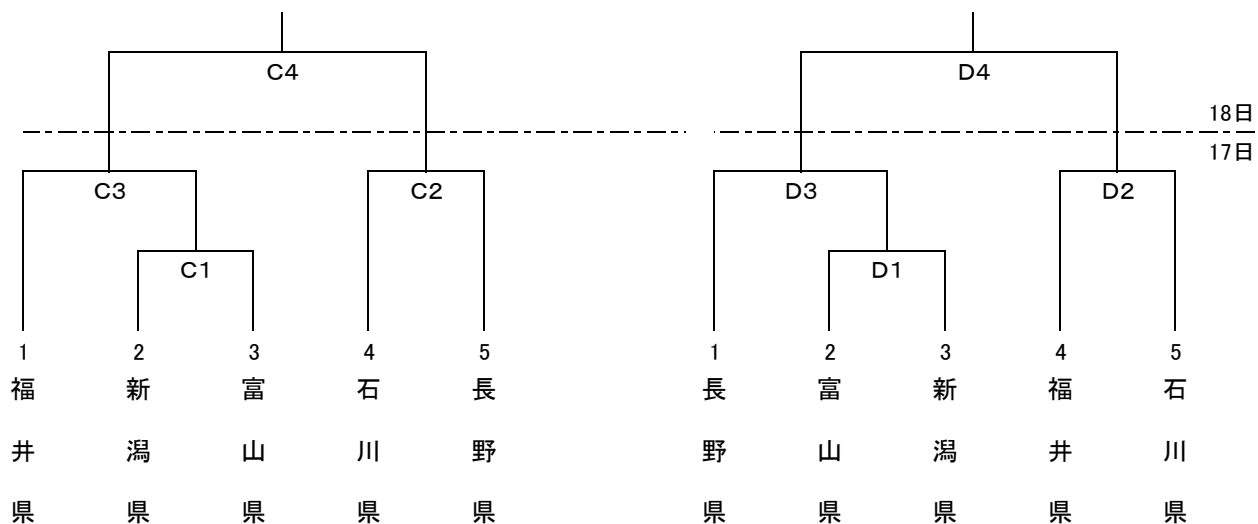 C4 D4
18日
17日
C3 C2 D3 D2
C1 D1
1 2 3 4 5 1 2 3 4 5
福井県
新潟県
富山県
石川県
長野県
長野県
富山県
新潟県
福井県
石川県